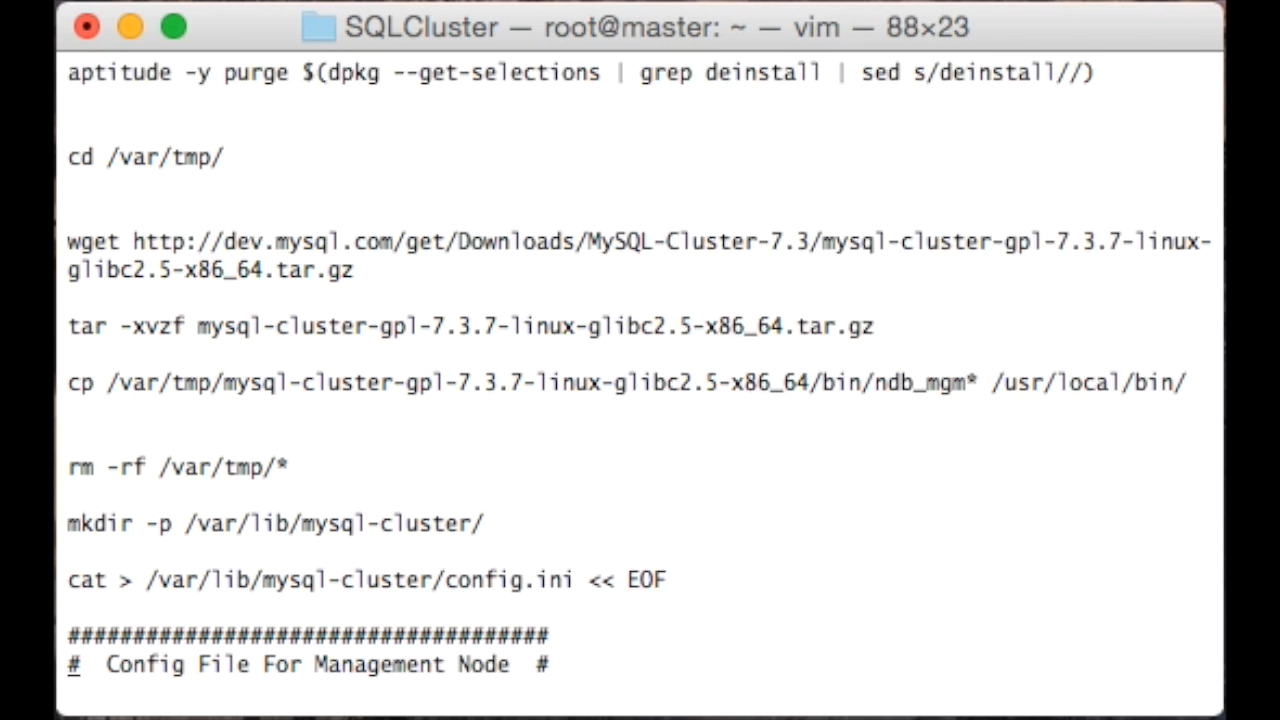 SQLCluster — root@master: ~ — vim — 88×23
aptitude -y purge $(dpkg --get-selections | grep deinstall | sed s/deinstall//)
cd /var/tmp/
wget http://dev.mysql.com/get/Downloads/MySQL-Cluster-7.3/mysql-cluster-gpl-7.3.7-linux-
glibc2.5-x86_64.tar.gz
tar -xvzf mysql-cluster-gpl-7.3.7-linux-glibc2.5-x86_64.tar.gz
cp /var/tmp/mysql-cluster-gpl-7.3.7-linux-glibc2.5-x86_64/bin/ndb_mgm* /usr/local/bin/
rm -rf /var/tmp/*
mkdir -p /var/lib/mysql-cluster/
cat > /var/lib/mysql-cluster/config.ini << EOF
#####################################
#  Config File For Management Node  #